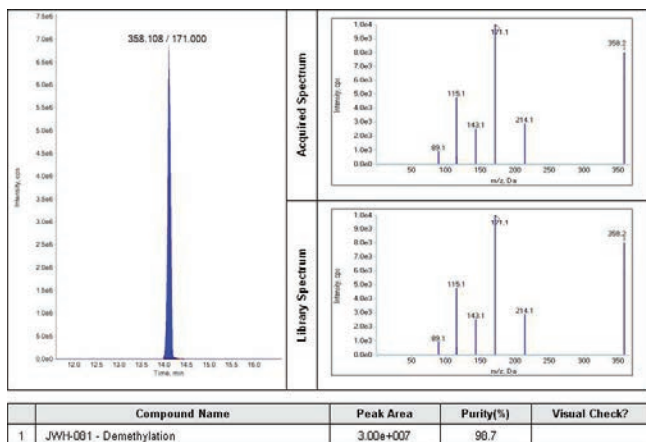 358.108 / 171.000
7.5e6
7.0e6
6.5e6
6.0e6
5.5e6
5.0e6
4.5e6
4.0e6
3.5e6
3.0e6
2.5e6
2.0e6
1.5e6
1.0e6
5.0e5
0.0e0
Intensity, cps
12.0 12.5 13.0 13.5 14.0 14.5 15.0 15.5 16.0
Time, min
Acquired Spectrum
1.0e4
9.0e3
8.0e3
7.0e3
6.0e3
5.0e3
4.0e3
3.0e3
2.0e3
1.0e3
0.0e0
Intensity, cps
171.1
358.2
115.1
143.1
214.1
89.1
50 100 150 200 250 300 350
m/z, Da
Library Spectrum
1.0e4
9.0e3
8.0e3
7.0e3
6.0e3
5.0e3
4.0e3
3.0e3
2.0e3
1.0e3
0.0e0
Intensity, cps
171.1
358.2
115.1
143.1
214.1
89.1
50 100 150 200 250 300 350
m/z, Da
Compound Name Peak Area Purity(%) Visual Check?
1 JWH-081 - Demethylation 3.00e+007 98.7